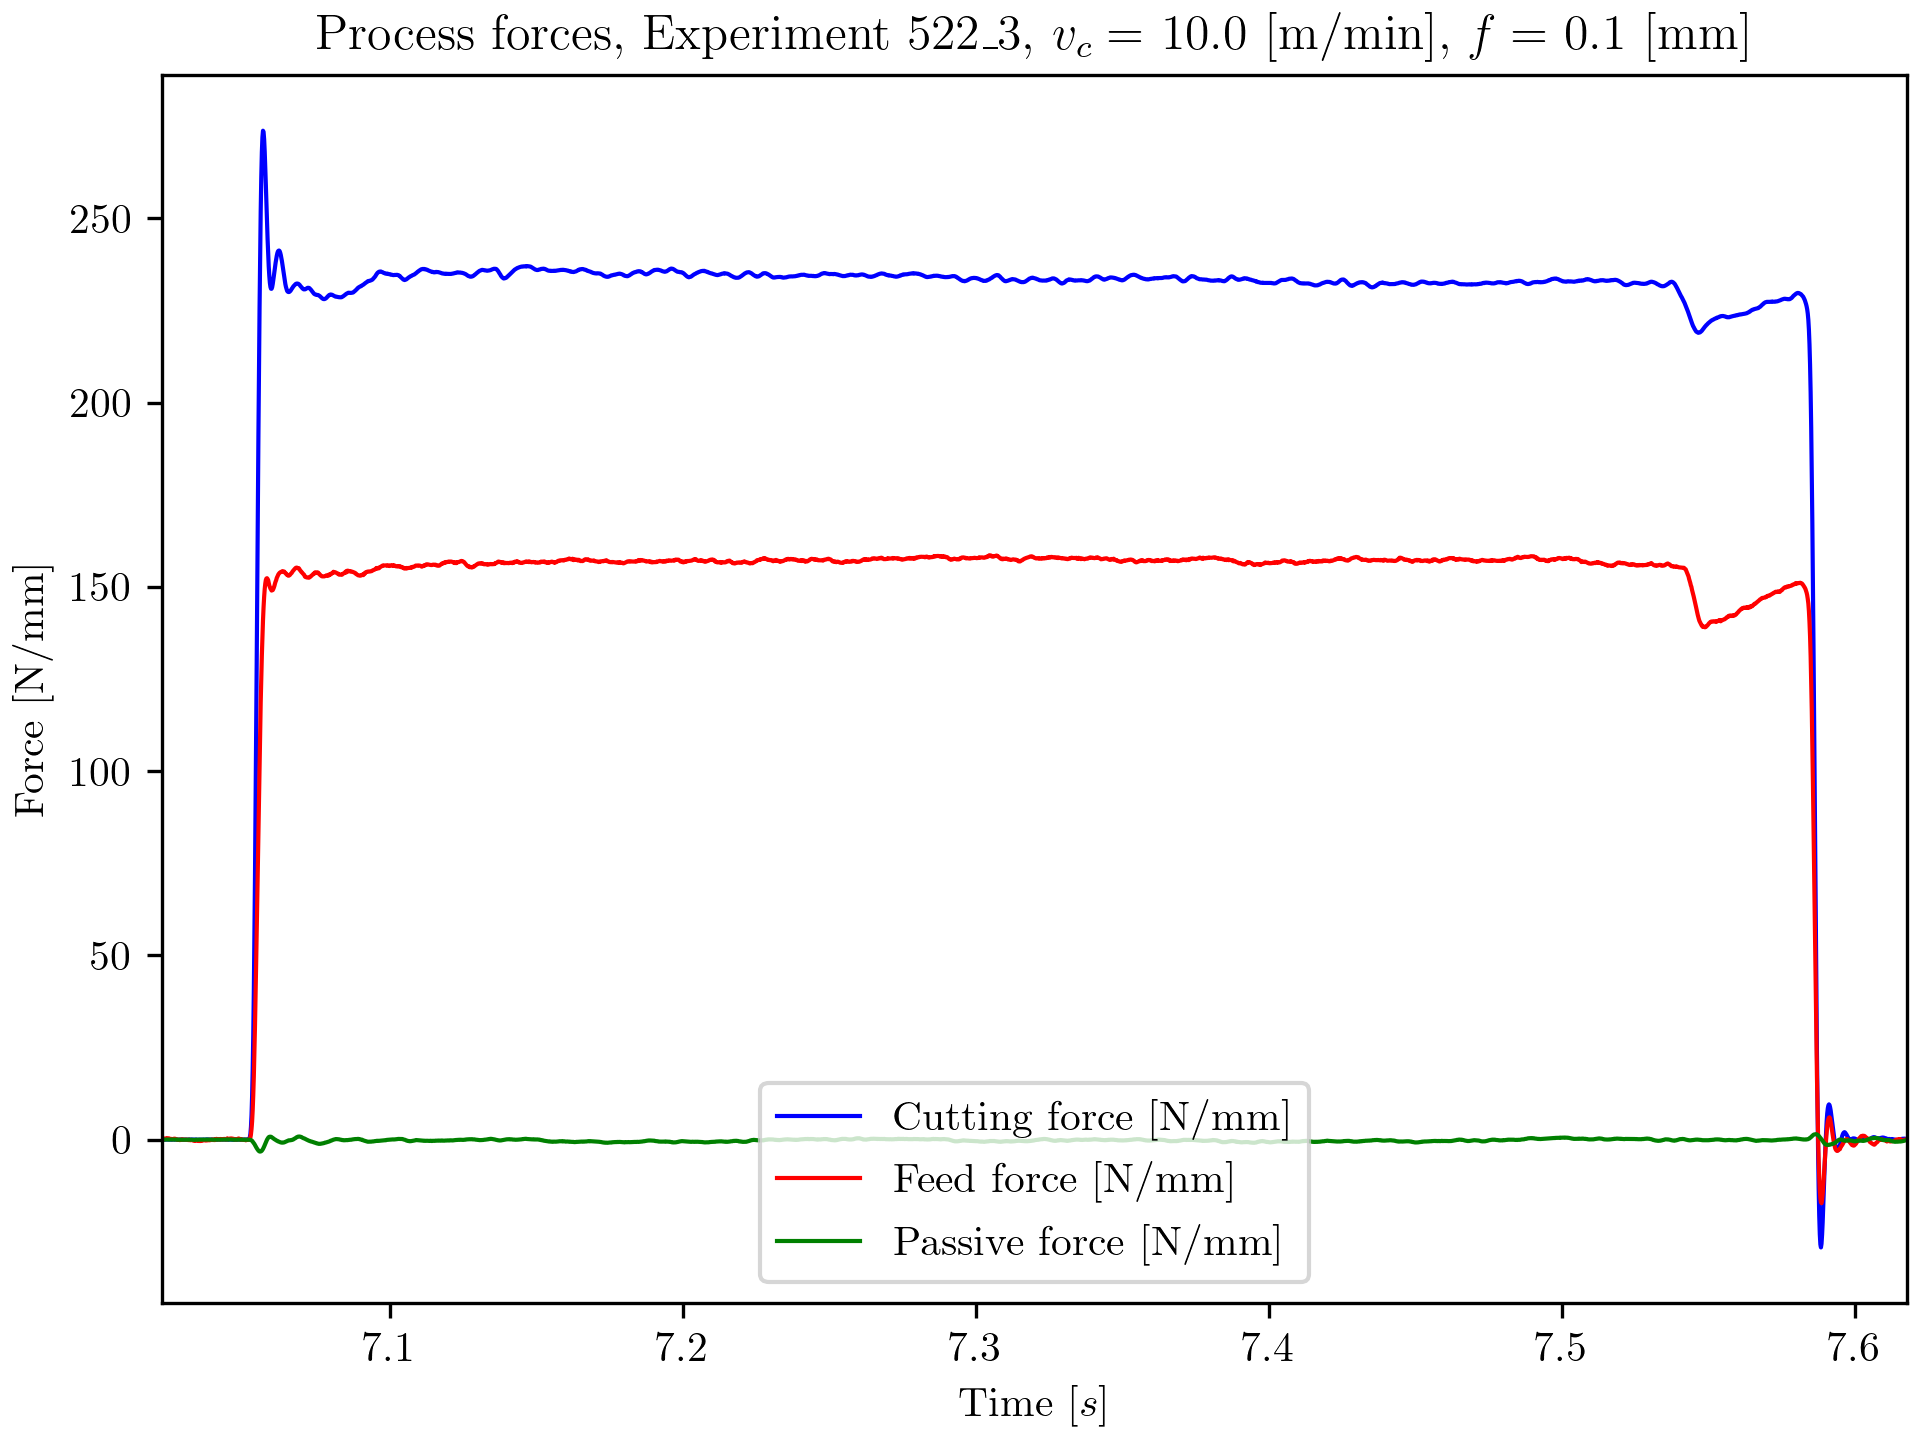 Process forces, Experiment 522_3, v_c = 10.0 [m/min], f = 0.1 [mm]
Force [N/mm]
250
200
150
100
50
0
Cutting force [N/mm]
Feed force [N/mm]
Passive force [N/mm]
7.1 7.2 7.3 7.4 7.5 7.6
Time [s]